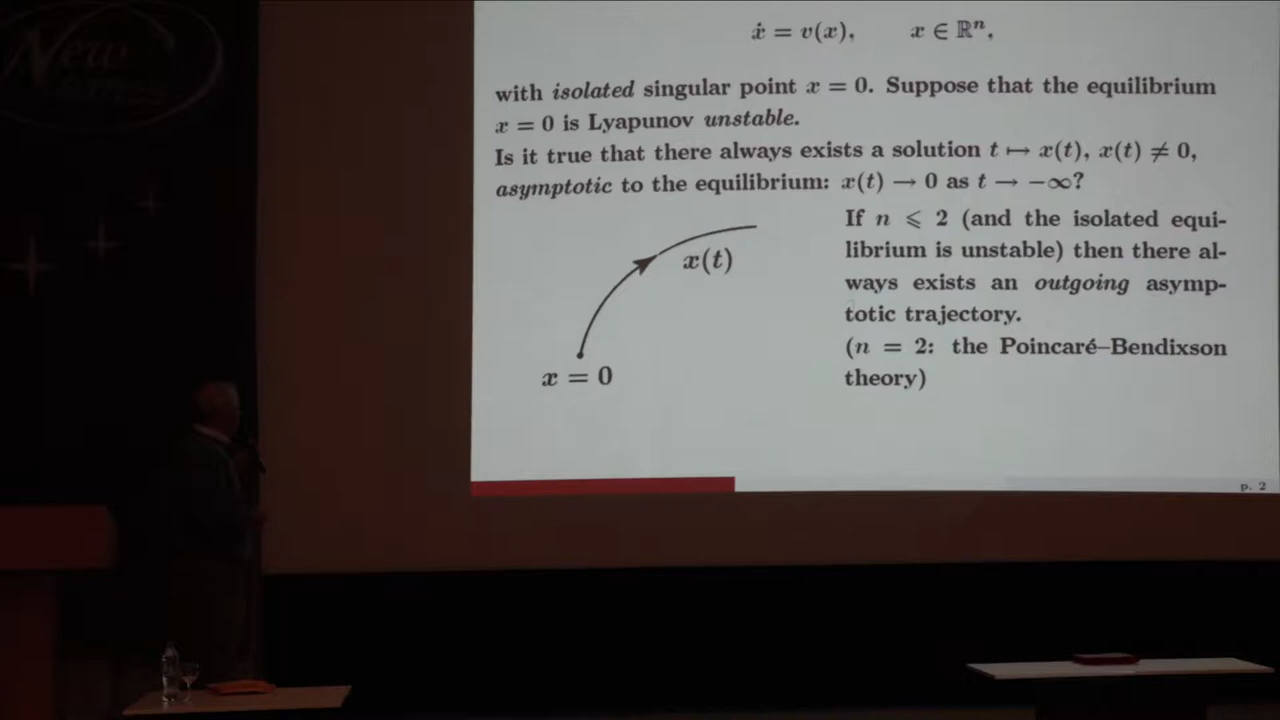 New
ẋ = v(x), x ∈ ℝⁿ,
with isolated singular point x = 0. Suppose that the equilibrium
x = 0 is Lyapunov unstable.
Is it true that there always exists a solution t ↦ x(t), x(t) ≠ 0,
asymptotic to the equilibrium: x(t) → 0 as t → −∞?
x(t)
x = 0
If n ⩽ 2 (and the isolated equi-
librium is unstable) then there al-
ways exists an outgoing asymp-
totic trajectory.
(n = 2: the Poincaré–Bendixson
theory)
p. 2